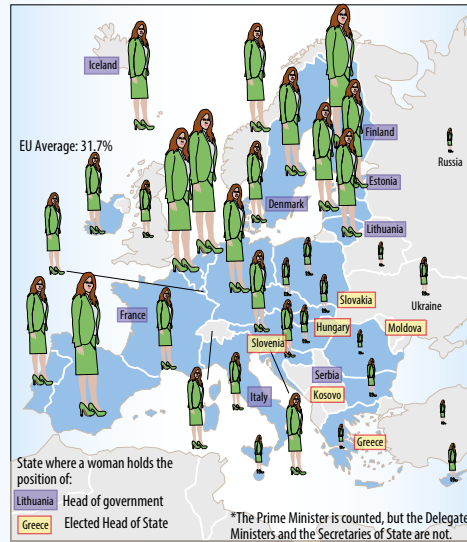 Iceland
Finland
Russia
EU Average: 31.7%
Estonia
Denmark
Lithuania
Slovakia
Ukraine
France
Hungary
Moldova
Slovenia
Serbia
Kosovo
Italy
Greece
State where a woman holds the
position of:
Lithuania Head of government
Greece Elected Head of State
*The Prime Minister is counted, but the Delegate
Ministers and the Secretaries of State are not.